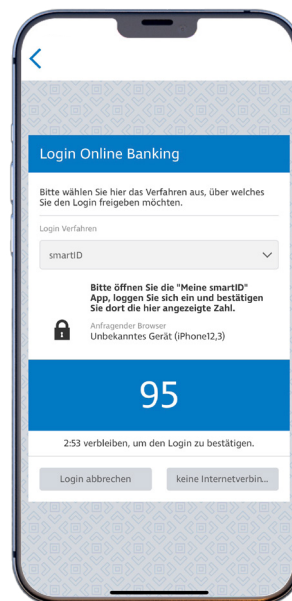 Login Online Banking
Bitte wählen Sie hier das Verfahren aus, über welches
Sie den Login freigeben möchten.
Login Verfahren
smartID
Bitte öffnen Sie die "Meine smartID"
App, loggen Sie sich ein und bestätigen
Sie dort die hier angezeigte Zahl.
Anfragender Browser
Unbekanntes Gerät (iPhone12,3)
95
2:53 verbleiben, um den Login zu bestätigen.
Login abbrechen
keine Internetverbin...